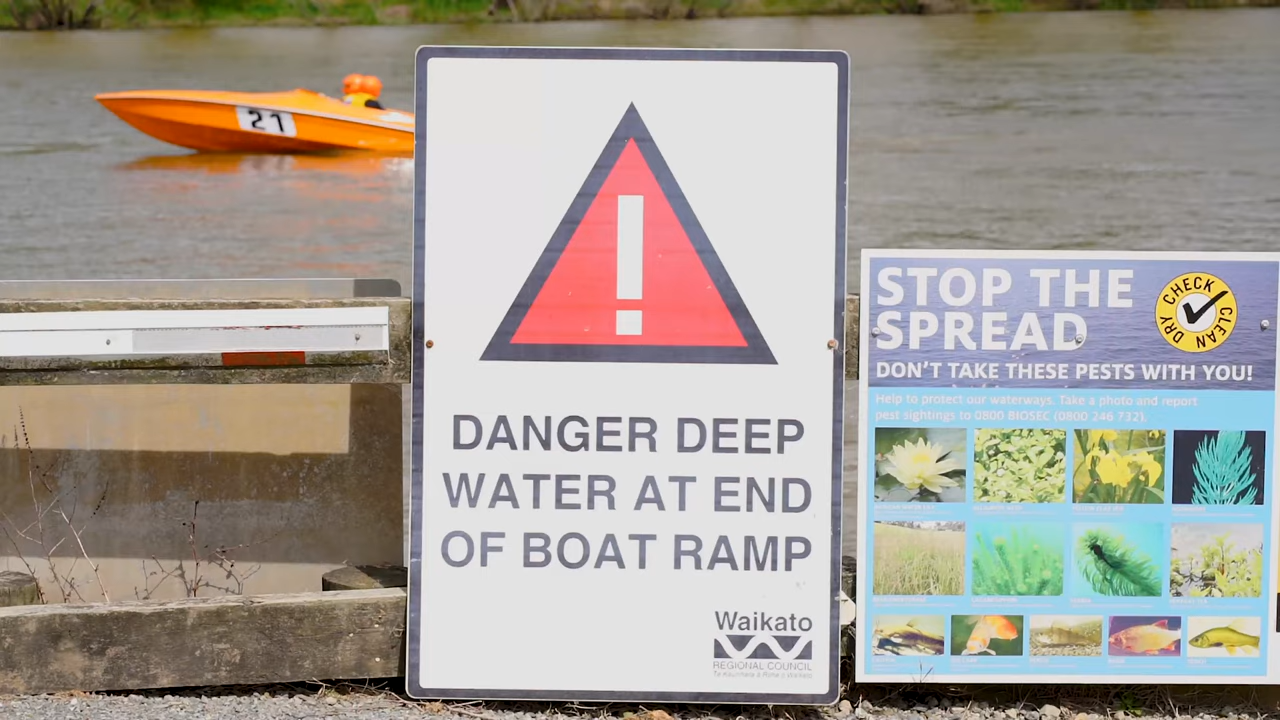 21
DANGER DEEP
WATER AT END
OF BOAT RAMP
Waikato
REGIONAL COUNCIL
STOP THE
SPREAD
CHECK
CLEAN
DRY
DON'T TAKE THESE PESTS WITH YOU!
Help to protect our waterways. Take a photo and report
pest sightings to 0800 BIOSEC (0800 246 732).